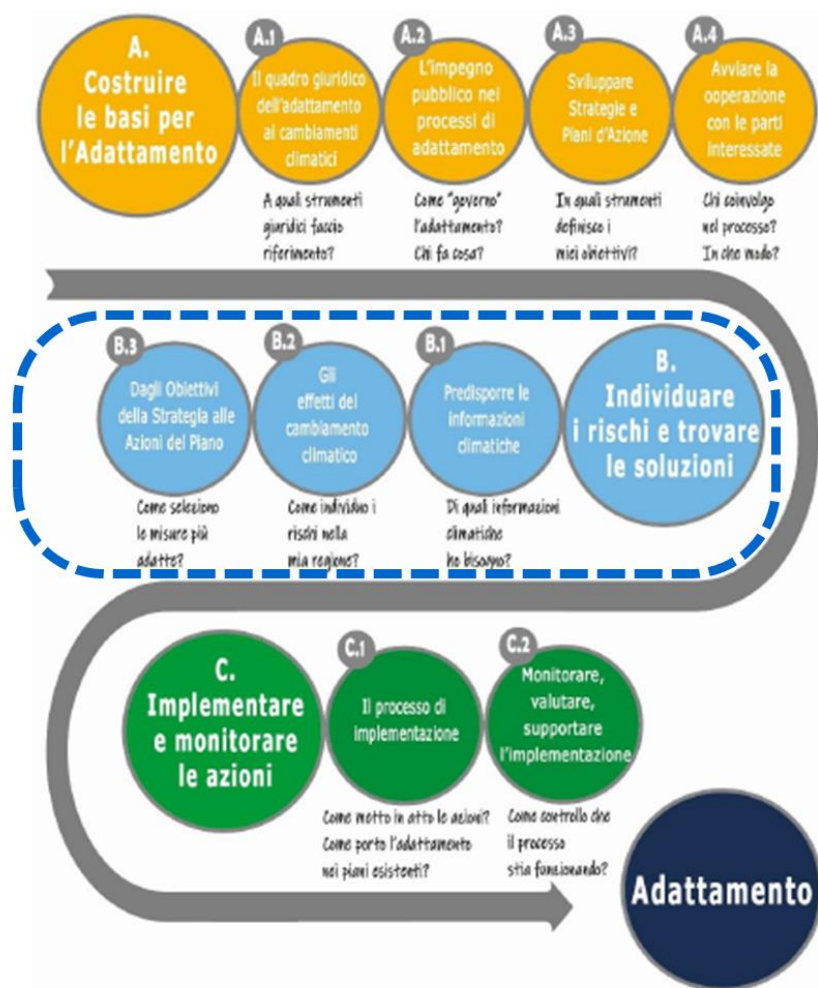 A.
Costruire
le basi per
l'Adattamento
A.1
Il quadro giuridico
dell'adattamento
ai cambiamenti
climatici
A quali strumenti
giuridici faccio
riferimento?
A.2
L'impegno
pubblico nei
processi di
adattamento
Come "governo"
l'adattamento?
Chi fa cosa?
A.3
Sviluppare
Strategie e
Piani d'Azione
In quali strumenti
definisco i
miei obiettivi?
A.4
Avviare la
ooperazione
con le parti
interessate
Chi coinvolgo
nel processo?
In che modo?
B.
Individuare
i rischi e trovare
le soluzioni
B.1
Predisporre le
informazioni
climatiche
Di quali informazioni
climatiche
ho bisogno?
B.2
Gli
effetti del
cambiamento
climatico
Come individuo i
rischi nella
mia regione?
B.3
Dagli Obiettivi
della Strategia alle
Azioni del Piano
Come seleziono
le misure più
adatte?
C.
Implementare
e monitorare
le azioni
C.1
Il processo di
implementazione
Come metto in atto le azioni?
Come porto l'adattamento
nei piani esistenti?
C.2
Monitorare,
valutare,
supportare
l'implementazione
Come controllo che
il processo
stia funzionando?
Adattamento